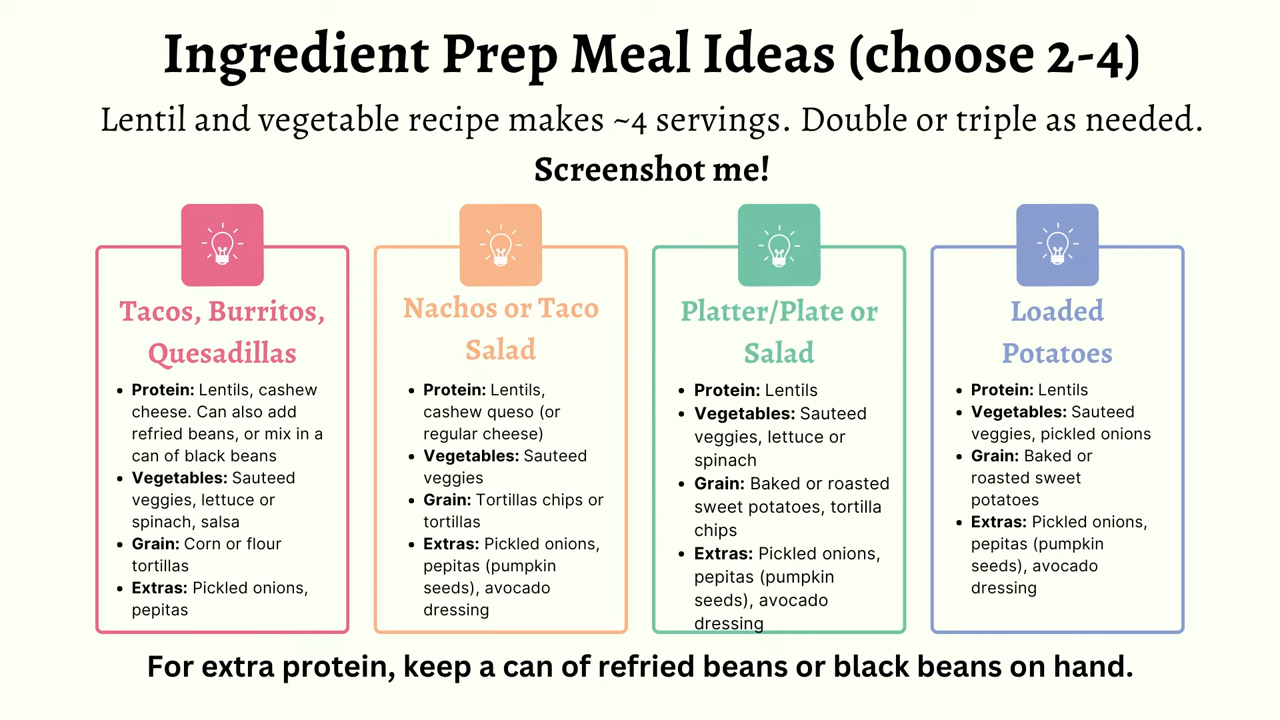 Ingredient Prep Meal Ideas (choose 2-4)
Lentil and vegetable recipe makes ~4 servings. Double or triple as needed.
Screenshot me!
Tacos, Burritos,
Quesadillas
• Protein: Lentils, cashew
cheese. Can also add
refried beans, or mix in a
can of black beans
• Vegetables: Sauteed
veggies, lettuce or
spinach, salsa
• Grain: Corn or flour
tortillas
• Extras: Pickled onions,
pepitas
Nachos or Taco
Salad
• Protein: Lentils,
cashew queso (or
regular cheese)
• Vegetables: Sauteed
veggies
• Grain: Tortillas chips or
tortillas
• Extras: Pickled onions,
pepitas (pumpkin
seeds), avocado
dressing
Platter/Plate or
Salad
• Protein: Lentils
• Vegetables: Sauteed
veggies, lettuce or
spinach
• Grain: Baked or roasted
sweet potatoes, tortilla
chips
• Extras: Pickled onions,
pepitas (pumpkin
seeds), avocado
dressing
Loaded
Potatoes
• Protein: Lentils
• Vegetables: Sauteed
veggies, pickled onions
• Grain: Baked or
roasted sweet
potatoes
• Extras: Pickled onions,
pepitas (pumpkin
seeds), avocado
dressing
For extra protein, keep a can of refried beans or black beans on hand.